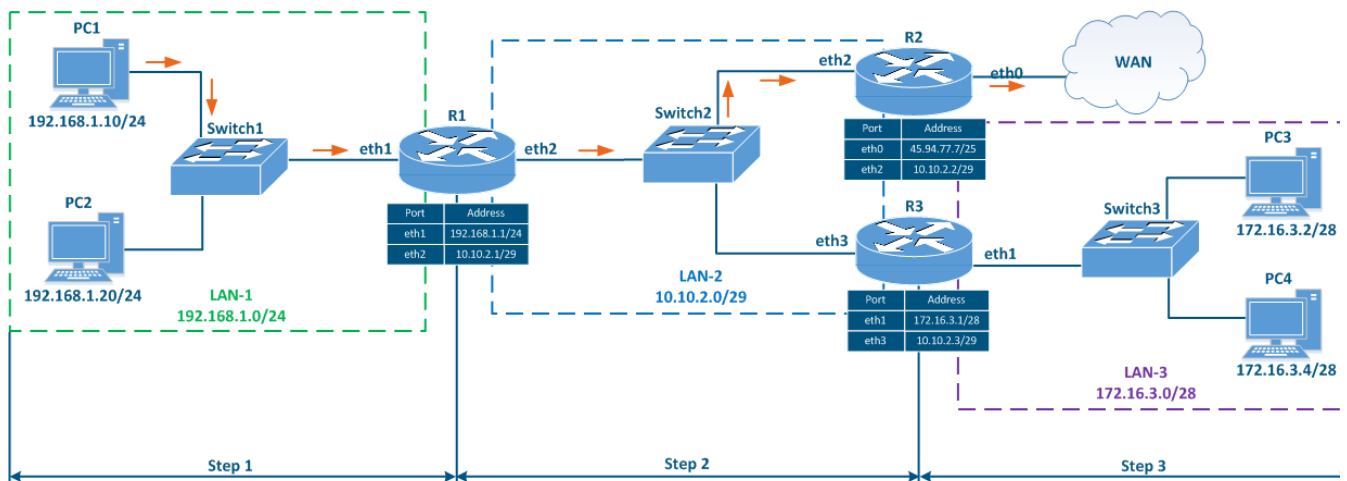 PC1
192.168.1.10/24
Switch1
PC2
192.168.1.20/24
LAN-1
192.168.1.0/24
eth1
R1
eth2
Port Address
eth1 192.168.1.1/24
eth2 10.10.2.1/29
Switch2
LAN-2
10.10.2.0/29
eth2
R2
eth0
WAN
Port Address
eth0 45.94.77.7/25
eth2 10.10.2.2/29
eth3
R3
eth1
Port Address
eth1 172.16.3.1/28
eth3 10.10.2.3/29
Switch3
PC3
172.16.3.2/28
PC4
172.16.3.4/28
LAN-3
172.16.3.0/28
Step 1
Step 2
Step 3